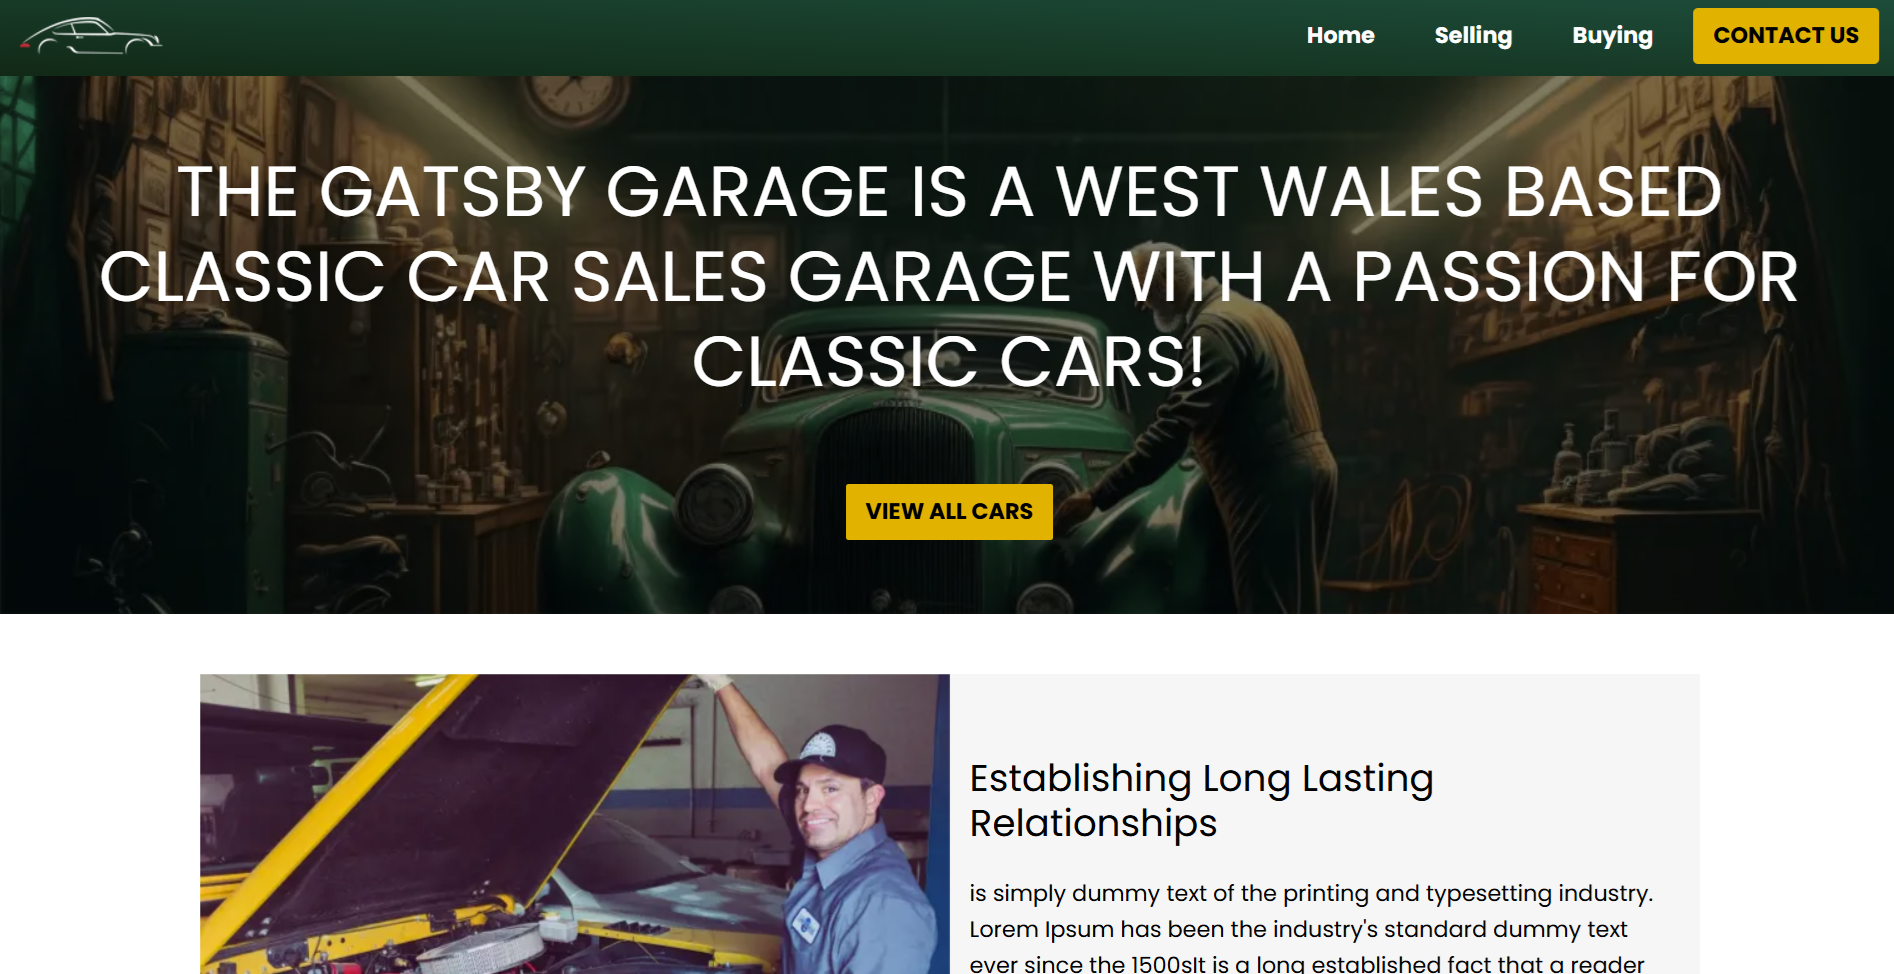 Home Selling Buying CONTACT US
THE GATSBY GARAGE IS A WEST WALES BASED
CLASSIC CAR SALES GARAGE WITH A PASSION FOR
CLASSIC CARS!
VIEW ALL CARS
Establishing Long Lasting
Relationships
is simply dummy text of the printing and typesetting industry.
Lorem Ipsum has been the industry's standard dummy text
ever since the 1500sIt is a long established fact that a reader